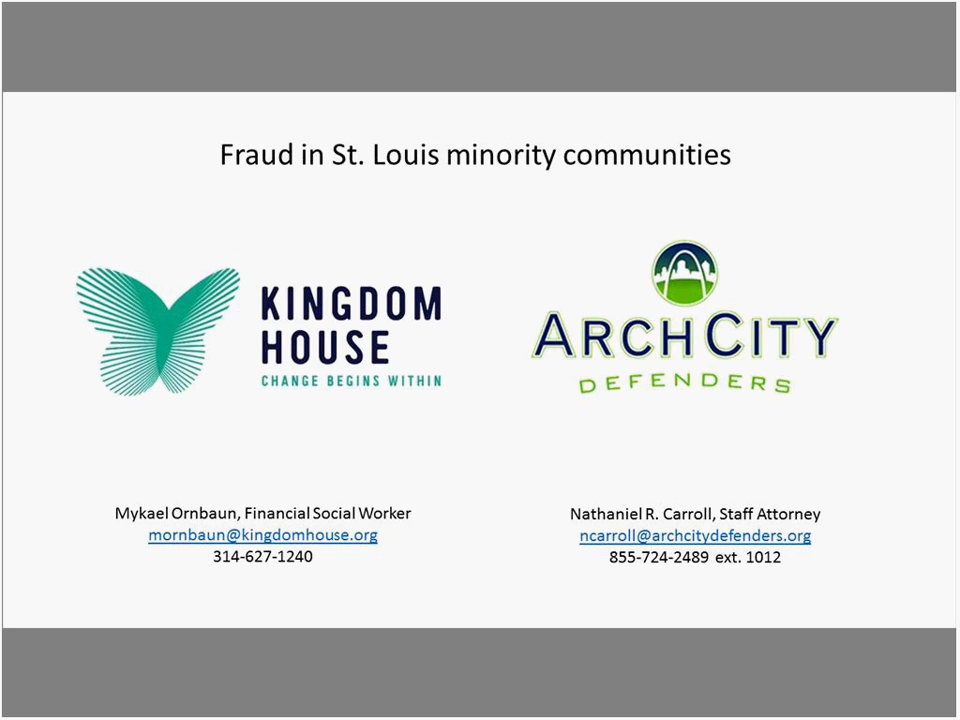 Fraud in St. Louis minority communities
KINGDOM
HOUSE
CHANGE BEGINS WITHIN
ARCHCITY
DEFENDERS
Mykael Ornbaun, Financial Social Worker
mornbaun@kingdomhouse.org
314-627-1240
Nathaniel R. Carroll, Staff Attorney
ncarroll@archcitydefenders.org
855-724-2489 ext. 1012